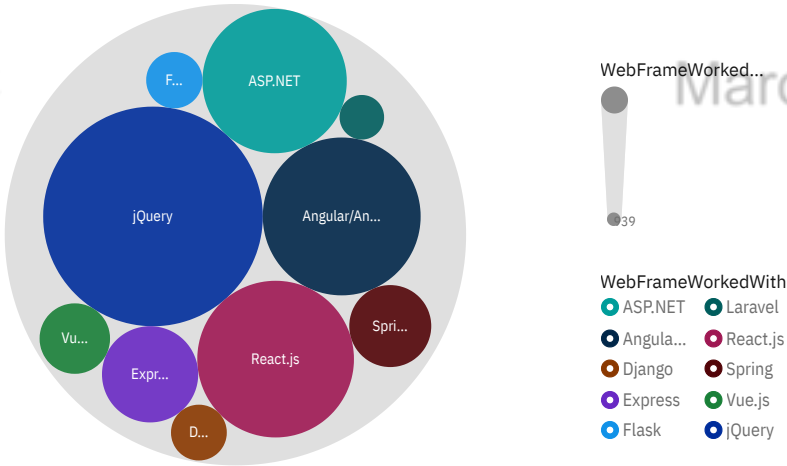 F...
ASP.NET
jQuery
Angular/An...
Vu...
Spri...
Expr...
React.js
D...
WebFrameWorked...
939
WebFrameWorkedWith
ASP.NET
Laravel
Angula...
React.js
Django
Spring
Express
Vue.js
Flask
jQuery